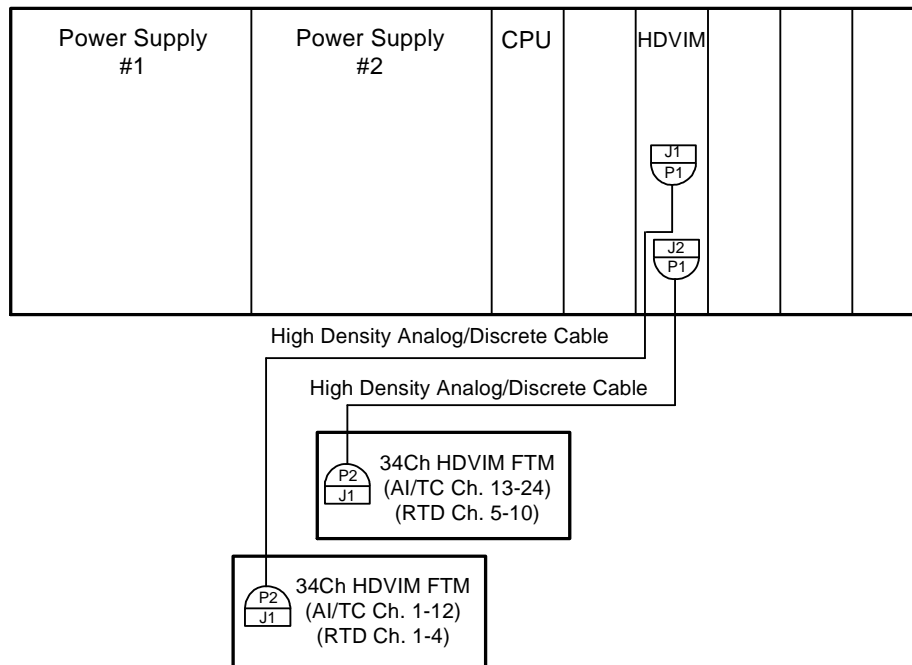 Power Supply
#1
Power Supply
#2
CPU
HDVIM
J1
P1
J2
P1
High Density Analog/Discrete Cable
High Density Analog/Discrete Cable
P2
J1
34Ch HDVIM FTM
(AI/TC Ch. 13-24)
(RTD Ch. 5-10)
P2
J1
34Ch HDVIM FTM
(AI/TC Ch. 1-12)
(RTD Ch. 1-4)